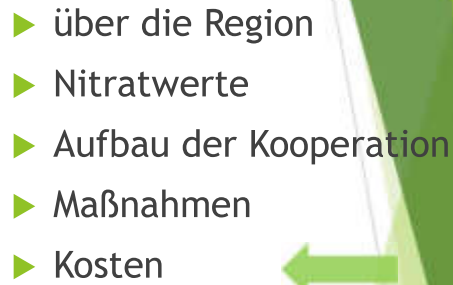 über die Region
Nitratwerte
Aufbau der Kooperation
Maßnahmen
Kosten